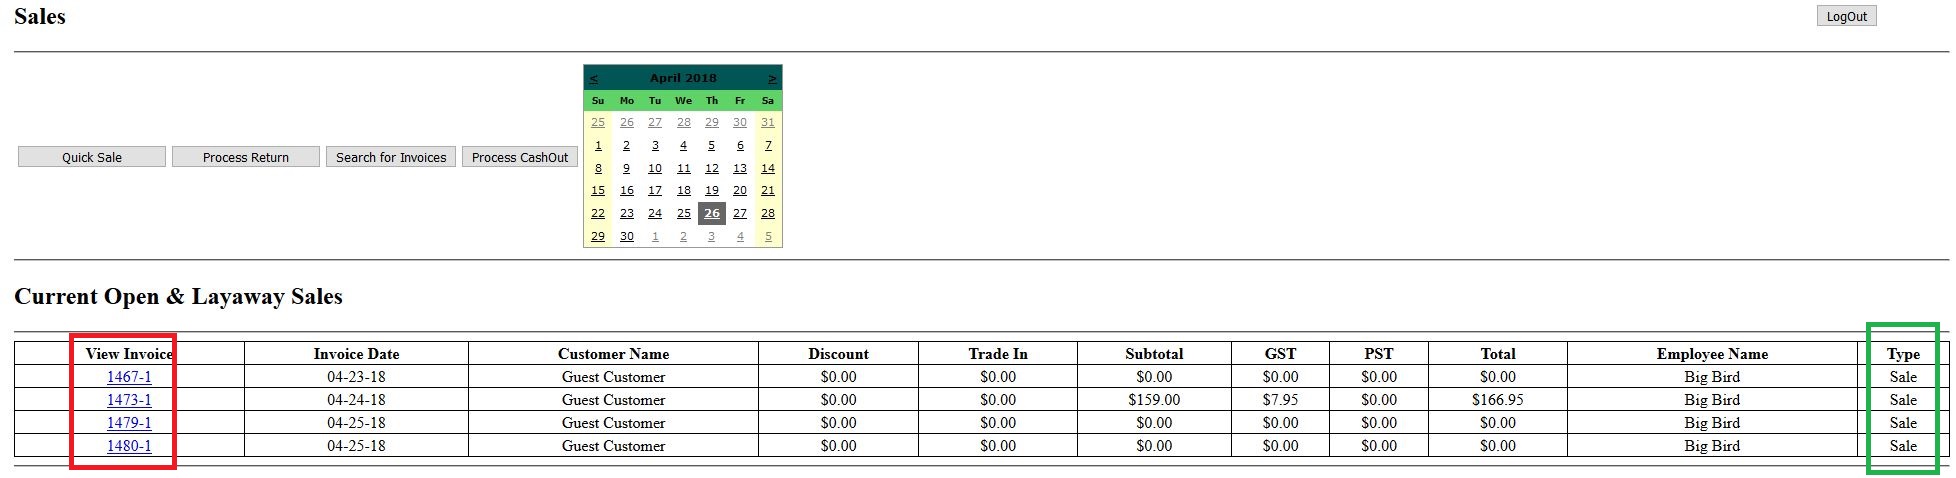 Sales
LogOut
< April 2018 >
Su Mo Tu We Th Fr Sa
25 26 27 28 29 30 31
1 2 3 4 5 6 7
Quick Sale Process Return Search for Invoices Process CashOut
8 9 10 11 12 13 14
15 16 17 18 19 20 21
22 23 24 25 26 27 28
29 30 1 2 3 4 5
Current Open & Layaway Sales
View Invoice Invoice Date Customer Name Discount Trade In Subtotal GST PST Total Employee Name Type
1467-1 04-23-18 Guest Customer $0.00 $0.00 $0.00 $0.00 $0.00 $0.00 Big Bird Sale
1473-1 04-24-18 Guest Customer $0.00 $0.00 $159.00 $7.95 $0.00 $166.95 Big Bird Sale
1479-1 04-25-18 Guest Customer $0.00 $0.00 $0.00 $0.00 $0.00 $0.00 Big Bird Sale
1480-1 04-25-18 Guest Customer $0.00 $0.00 $0.00 $0.00 $0.00 $0.00 Big Bird Sale